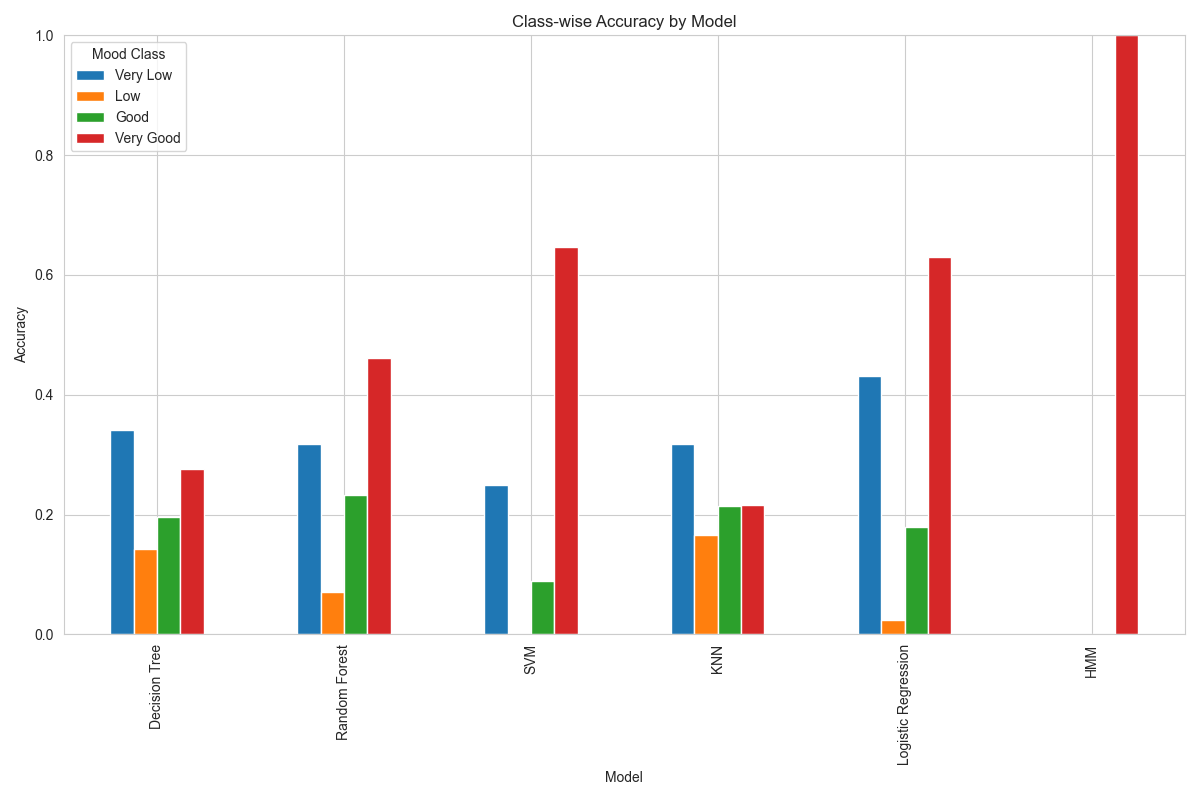 Class-wise Accuracy by Model
Mood Class
Very Low
Low
Good
Very Good
Accuracy
1.0
0.8
0.6
0.4
0.2
0.0
Decision Tree
Random Forest
SVM
KNN
Logistic Regression
HMM
Model